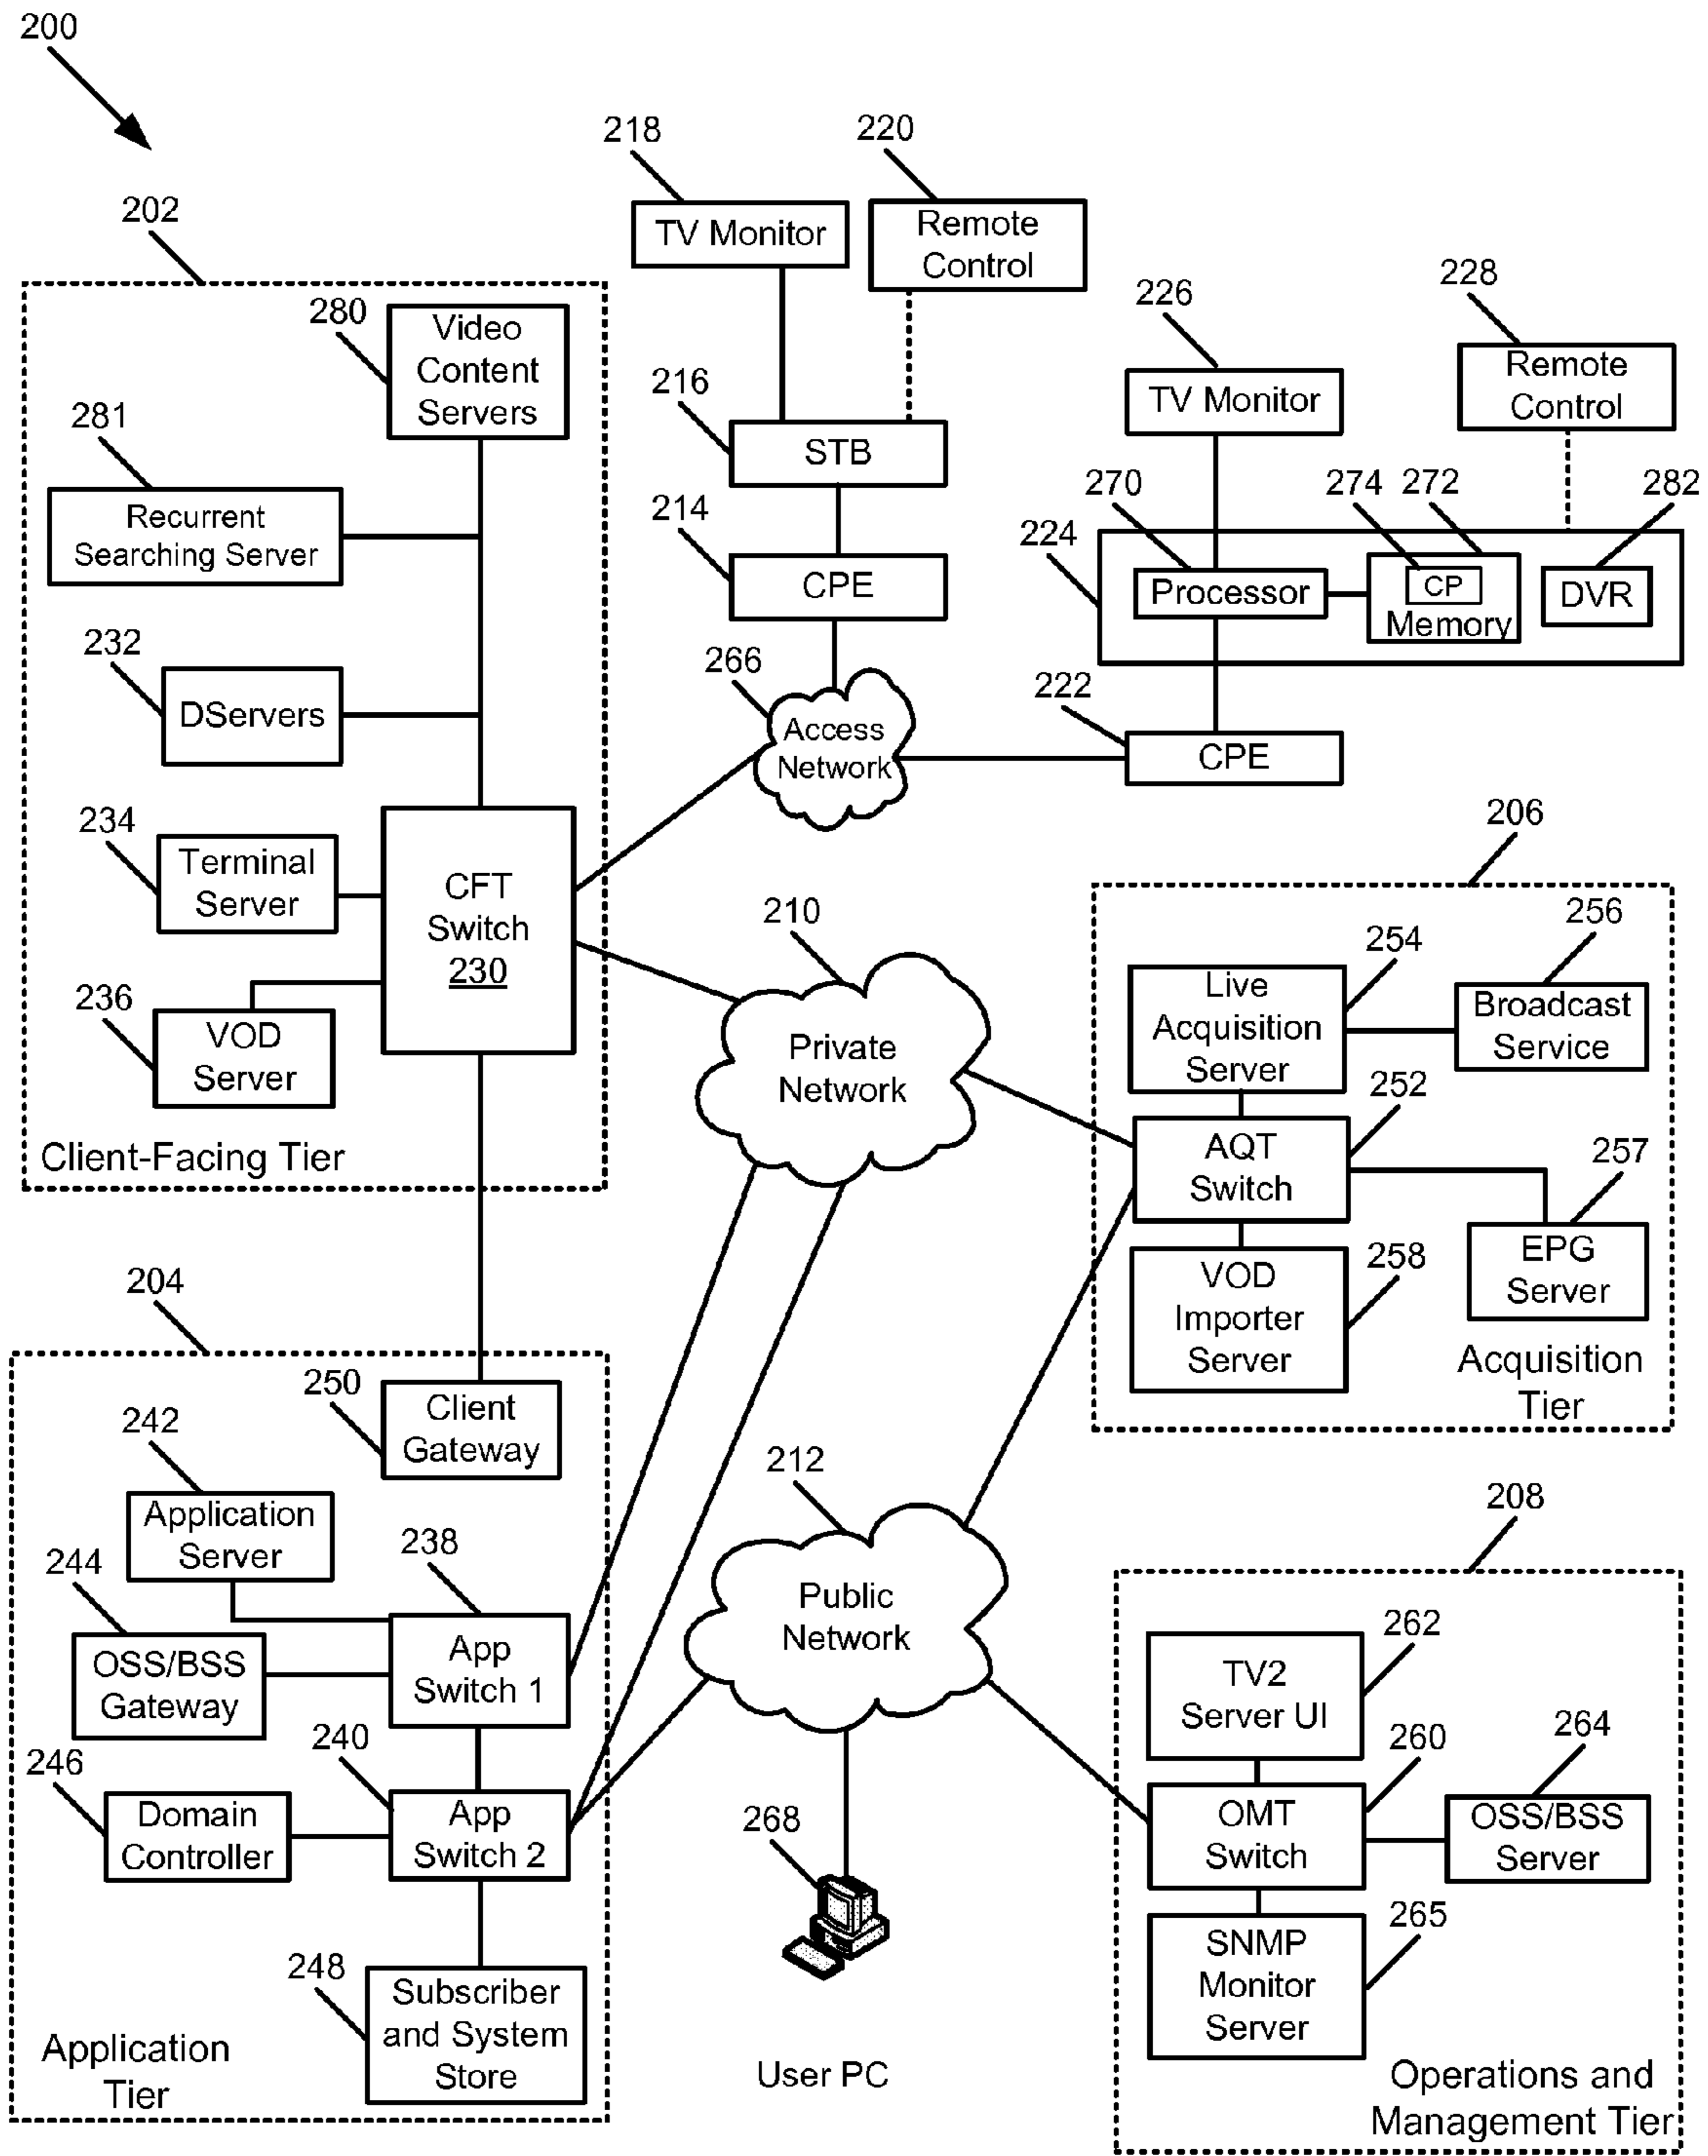 200
218
220
202
TV Monitor
Remote
Control
226
228
280
Video
Content
Servers
216
TV Monitor
Remote
Control
281
STB
Recurrent
Searching Server
214
270
274
272
282
CPE
224
Processor
CP
Memory
DVR
232
DServers
266
Access
Network
222
CPE
234
Terminal
Server
CFT
Switch
230
206
210
254
256
236
VOD
Server
Private
Network
Live
Acquisition
Server
Broadcast
Service
252
Client-Facing Tier
AQT
Switch
257
EPG
Server
204
VOD
Importer
Server
258
Acquisition
Tier
250
Client
Gateway
242
Application
Server
212
208
244
238
OSS/BSS
Gateway
App
Switch 1
Public
Network
262
TV2
Server UI
240
246
260
264
Domain
Controller
App
Switch 2
268
OMT
Switch
OSS/BSS
Server
265
248
Subscriber
and System
Store
SNMP
Monitor
Server
Application
Tier
User PC
Operations and
Management Tier